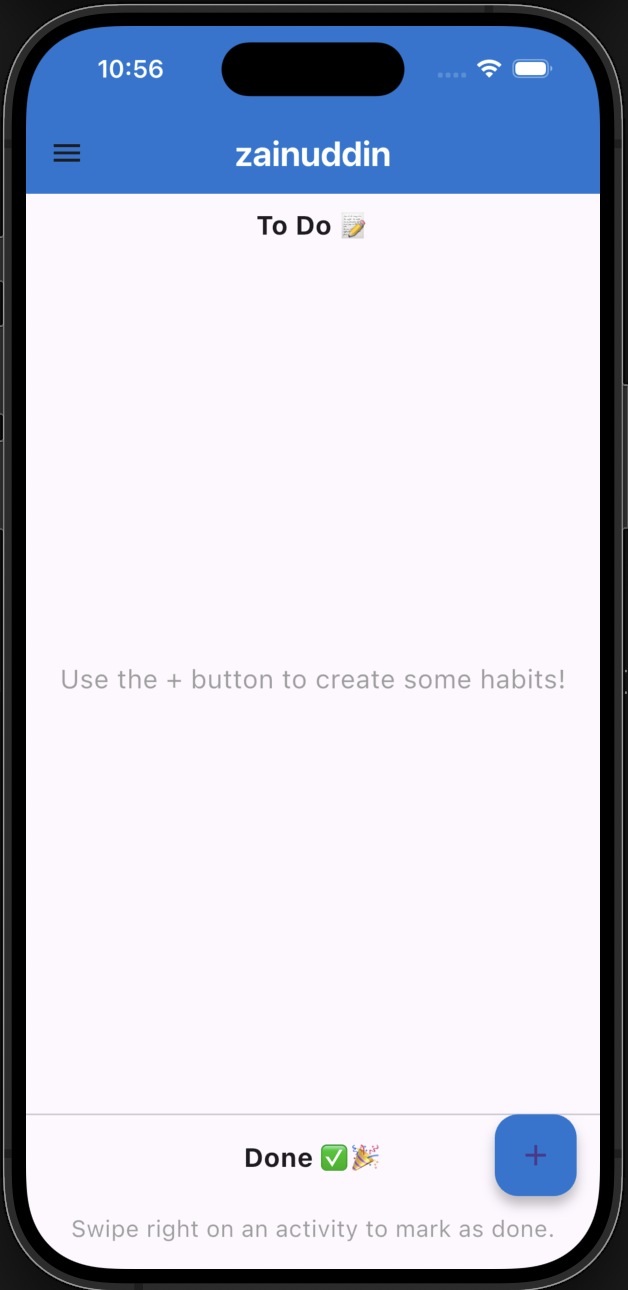 10:56
zainuddin
To Do 📝
Use the + button to create some habits!
Done ✅🎉
+
Swipe right on an activity to mark as done.